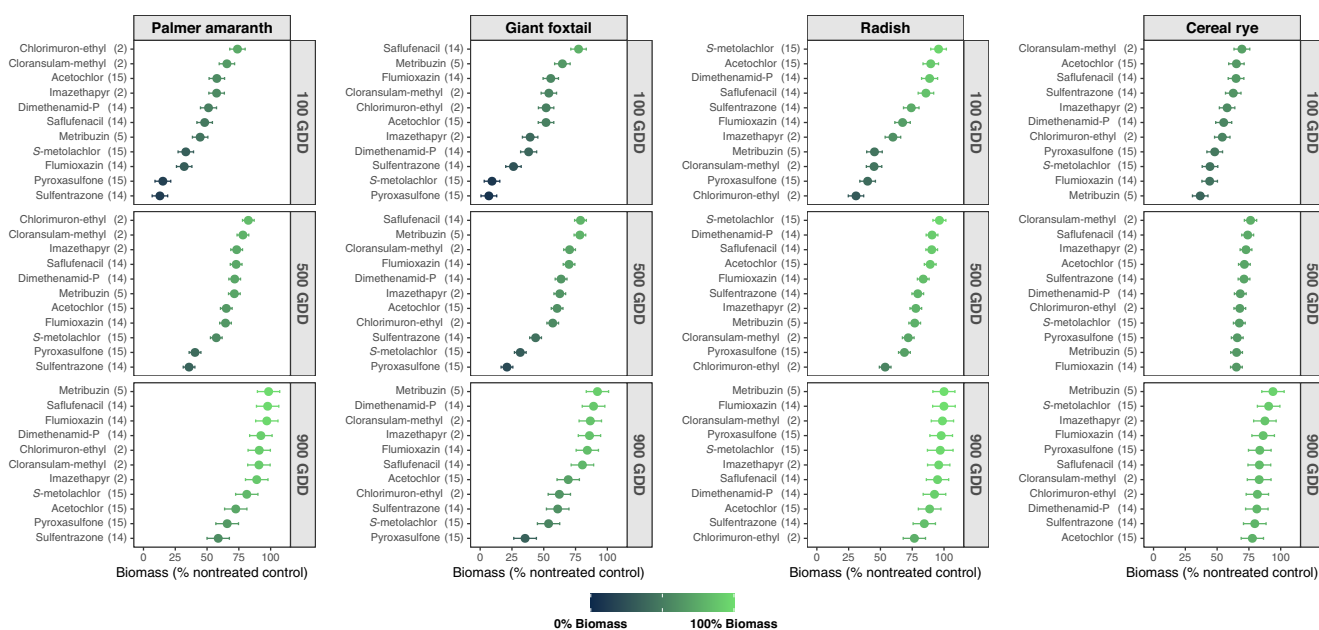 Palmer amaranth
Chlorimuron-ethyl (2)
Cloransulam-methyl (2)
Acetochlor (15)
Imazethapyr (2)
Dimethenamid-P (14)
Saflufenacil (14)
Metribuzin (5)
S-metolachlor (15)
Flumioxazin (14)
Pyroxasulfone (15)
Sulfentrazone (14)
100 GDD
Chlorimuron-ethyl (2)
Cloransulam-methyl (2)
Imazethapyr (2)
Saflufenacil (14)
Dimethenamid-P (14)
Metribuzin (5)
Acetochlor (15)
Flumioxazin (14)
S-metolachlor (15)
Pyroxasulfone (15)
Sulfentrazone (14)
500 GDD
Metribuzin (5)
Saflufenacil (14)
Flumioxazin (14)
Dimethenamid-P (14)
Chlorimuron-ethyl (2)
Cloransulam-methyl (2)
Imazethapyr (2)
S-metolachlor (15)
Acetochlor (15)
Pyroxasulfone (15)
Sulfentrazone (14)
900 GDD
0 25 50 75 100
Biomass (% nontreated control)
Giant foxtail
Saflufenacil (14)
Metribuzin (5)
Flumioxazin (14)
Cloransulam-methyl (2)
Chlorimuron-ethyl (2)
Acetochlor (15)
Imazethapyr (2)
Dimethenamid-P (14)
Sulfentrazone (14)
S-metolachlor (15)
Pyroxasulfone (15)
100 GDD
Saflufenacil (14)
Metribuzin (5)
Cloransulam-methyl (2)
Flumioxazin (14)
Dimethenamid-P (14)
Imazethapyr (2)
Acetochlor (15)
Chlorimuron-ethyl (2)
Sulfentrazone (14)
S-metolachlor (15)
Pyroxasulfone (15)
500 GDD
Metribuzin (5)
Dimethenamid-P (14)
Cloransulam-methyl (2)
Imazethapyr (2)
Flumioxazin (14)
Saflufenacil (14)
Acetochlor (15)
Chlorimuron-ethyl (2)
Sulfentrazone (14)
S-metolachlor (15)
Pyroxasulfone (15)
900 GDD
0 25 50 75 100
Biomass (% nontreated control)
Radish
S-metolachlor (15)
Acetochlor (15)
Dimethenamid-P (14)
Saflufenacil (14)
Sulfentrazone (14)
Flumioxazin (14)
Imazethapyr (2)
Metribuzin (5)
Cloransulam-methyl (2)
Pyroxasulfone (15)
Chlorimuron-ethyl (2)
100 GDD
S-metolachlor (15)
Dimethenamid-P (14)
Saflufenacil (14)
Acetochlor (15)
Flumioxazin (14)
Sulfentrazone (14)
Imazethapyr (2)
Metribuzin (5)
Cloransulam-methyl (2)
Pyroxasulfone (15)
Chlorimuron-ethyl (2)
500 GDD
Metribuzin (5)
Flumioxazin (14)
Cloransulam-methyl (2)
Pyroxasulfone (15)
S-metolachlor (15)
Imazethapyr (2)
Saflufenacil (14)
Dimethenamid-P (14)
Acetochlor (15)
Sulfentrazone (14)
Chlorimuron-ethyl (2)
900 GDD
0 25 50 75 100
Biomass (% nontreated control)
Cereal rye
Cloransulam-methyl (2)
Acetochlor (15)
Saflufenacil (14)
Sulfentrazone (14)
Imazethapyr (2)
Dimethenamid-P (14)
Chlorimuron-ethyl (2)
Pyroxasulfone (15)
S-metolachlor (15)
Flumioxazin (14)
Metribuzin (5)
100 GDD
Cloransulam-methyl (2)
Saflufenacil (14)
Imazethapyr (2)
Acetochlor (15)
Sulfentrazone (14)
Dimethenamid-P (14)
Chlorimuron-ethyl (2)
S-metolachlor (15)
Pyroxasulfone (15)
Metribuzin (5)
Flumioxazin (14)
500 GDD
Metribuzin (5)
S-metolachlor (15)
Imazethapyr (2)
Flumioxazin (14)
Pyroxasulfone (15)
Saflufenacil (14)
Cloransulam-methyl (2)
Chlorimuron-ethyl (2)
Dimethenamid-P (14)
Sulfentrazone (14)
Acetochlor (15)
900 GDD
0 25 50 75 100
Biomass (% nontreated control)
0% Biomass 100% Biomass